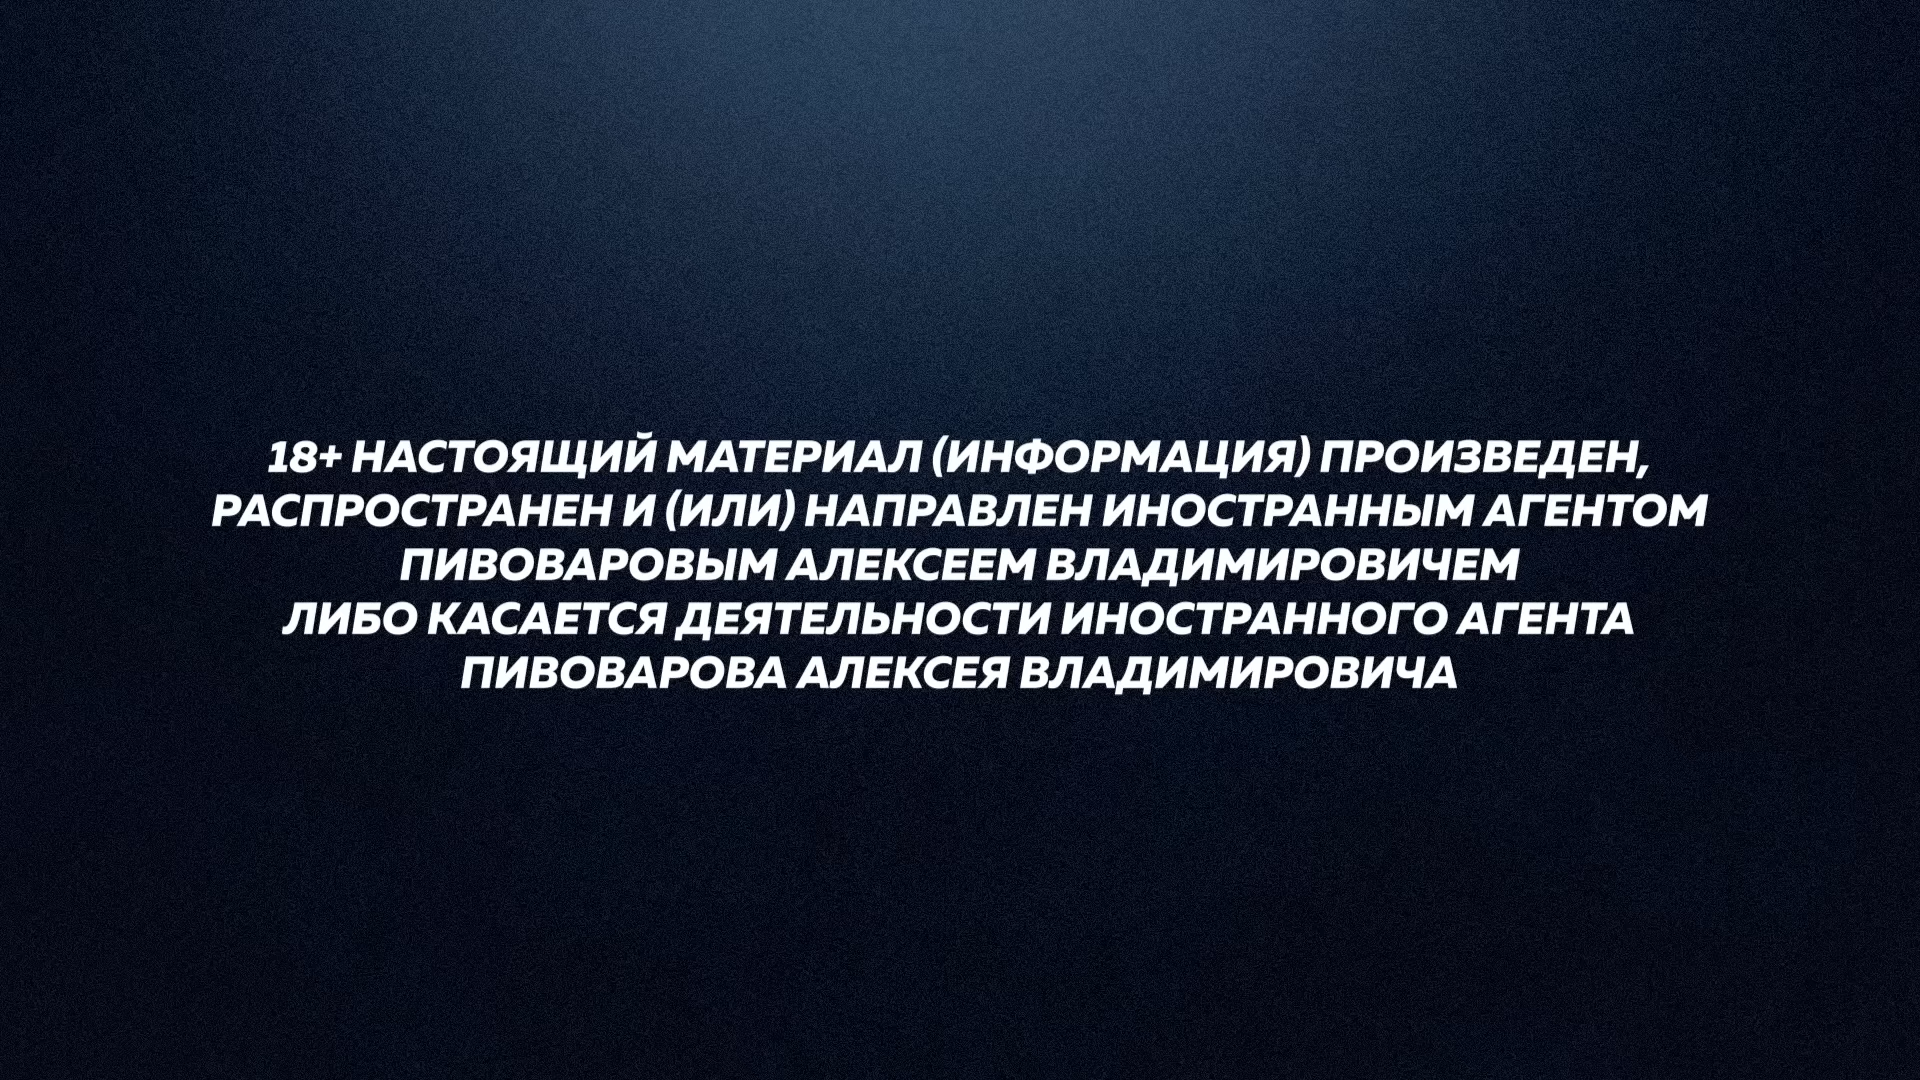 18+ НАСТОЯЩИЙ МАТЕРИАЛ (ИНФОРМАЦИЯ) ПРОИЗВЕДЕН,
РАСПРОСТРАНЕН И (ИЛИ) НАПРАВЛЕН ИНОСТРАННЫМ АГЕНТОМ
ПИВОВАРОВЫМ АЛЕКСЕЕМ ВЛАДИМИРОВИЧЕМ
ЛИБО КАСАЕТСЯ ДЕЯТЕЛЬНОСТИ ИНОСТРАННОГО АГЕНТА
ПИВОВАРОВА АЛЕКСЕЯ ВЛАДИМИРОВИЧА